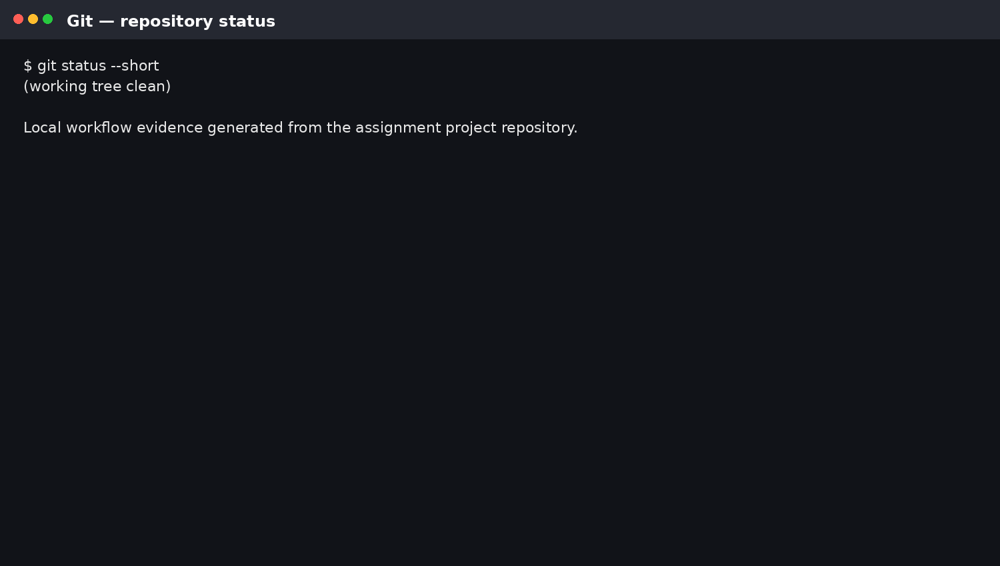 Git — repository status
$ git status --short
(working tree clean)
Local workflow evidence generated from the assignment project repository.